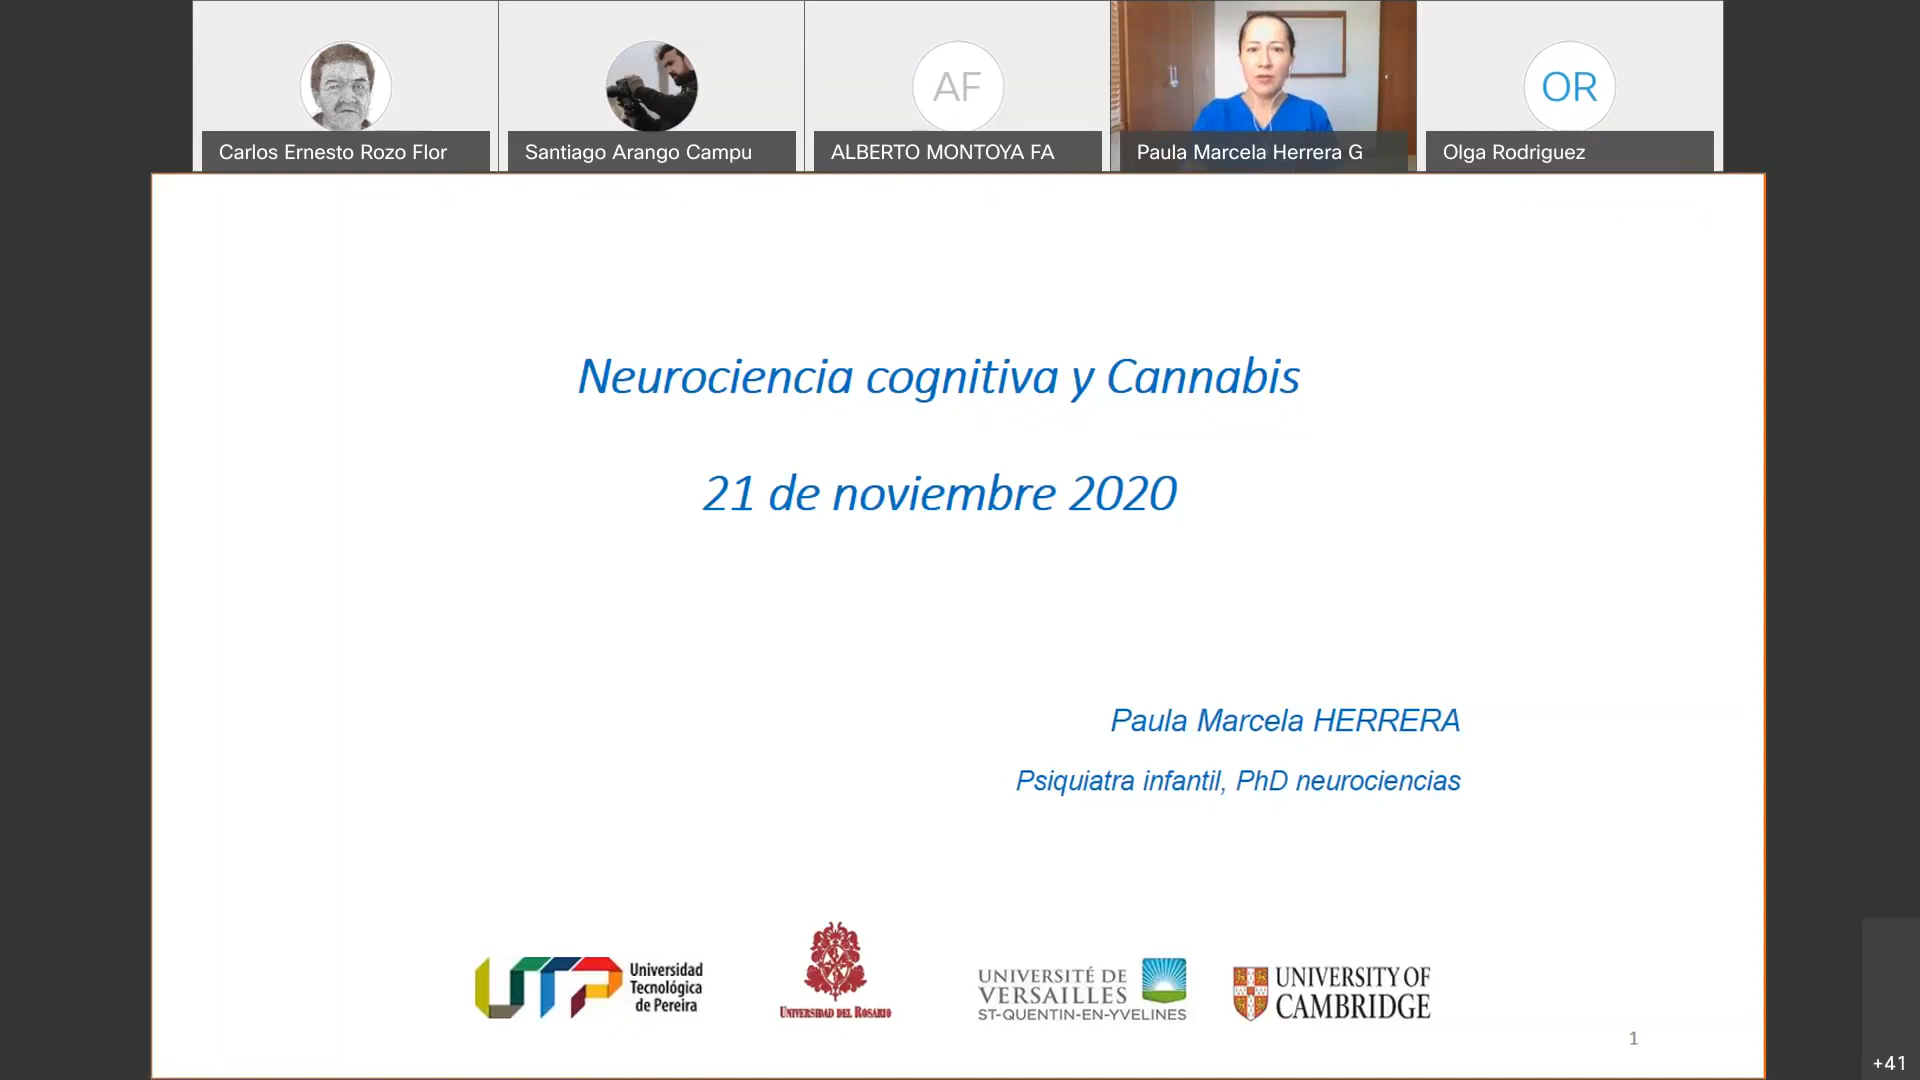 Carlos Ernesto Rozo Flor
Santiago Arango Campu
AF
ALBERTO MONTOYA FA
Paula Marcela Herrera G
OR
Olga Rodriguez
Neurociencia cognitiva y Cannabis
21 de noviembre 2020
Paula Marcela HERRERA
Psiquiatra infantil, PhD neurociencias
UTP
Universidad
Tecnológica
de Pereira
UNIVERSIDAD DEL ROSARIO
UNIVERSITÉ DE
VERSAILLES
ST-QUENTIN-EN-YVELINES
UNIVERSITY OF
CAMBRIDGE
1
+41